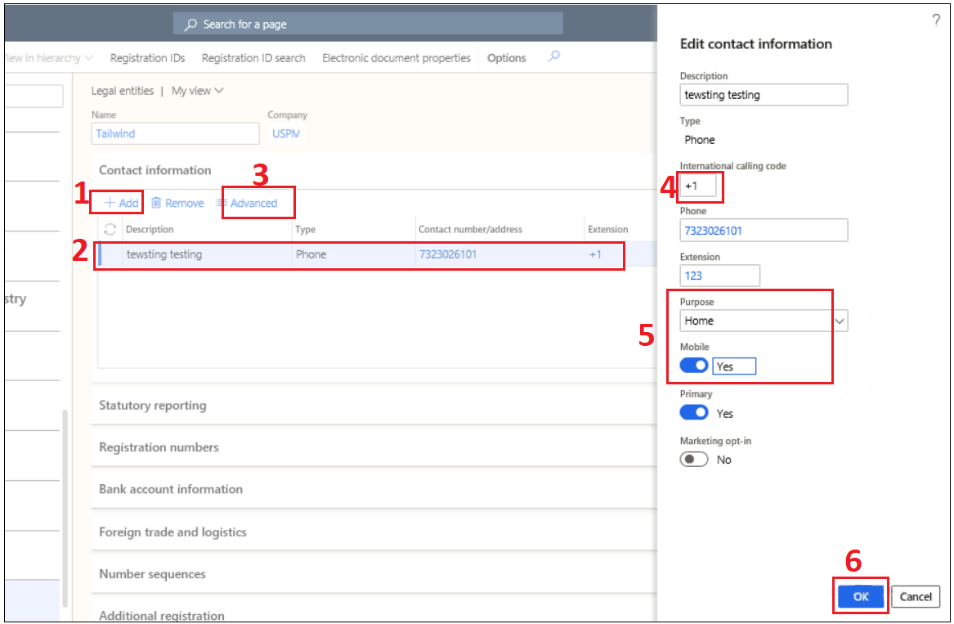 Search for a page
?
View in hierarchy Registration IDs Registration ID search Electronic document properties Options
Edit contact information
Legal entities | My view
Name Company
Tailwind USPM
Contact information
1 + Add Remove 3 Advanced
Description Type Contact number/address Extension
2 tewsting testing Phone 7323026101 +1
stry
Statutory reporting
Registration numbers
Bank account information
Foreign trade and logistics
Number sequences
Additional registration
Description
tewsting testing
Type
Phone
International calling code
4 +1
Phone
7323026101
Extension
123
Purpose
Home
5
Mobile
Yes
Primary
Yes
Marketing opt-in
No
6
OK Cancel